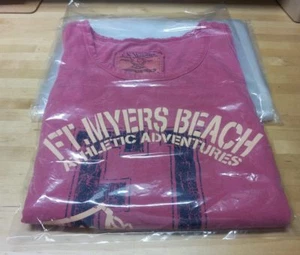 FT. MYERS BEACH
ATHLETIC ADVENTURES